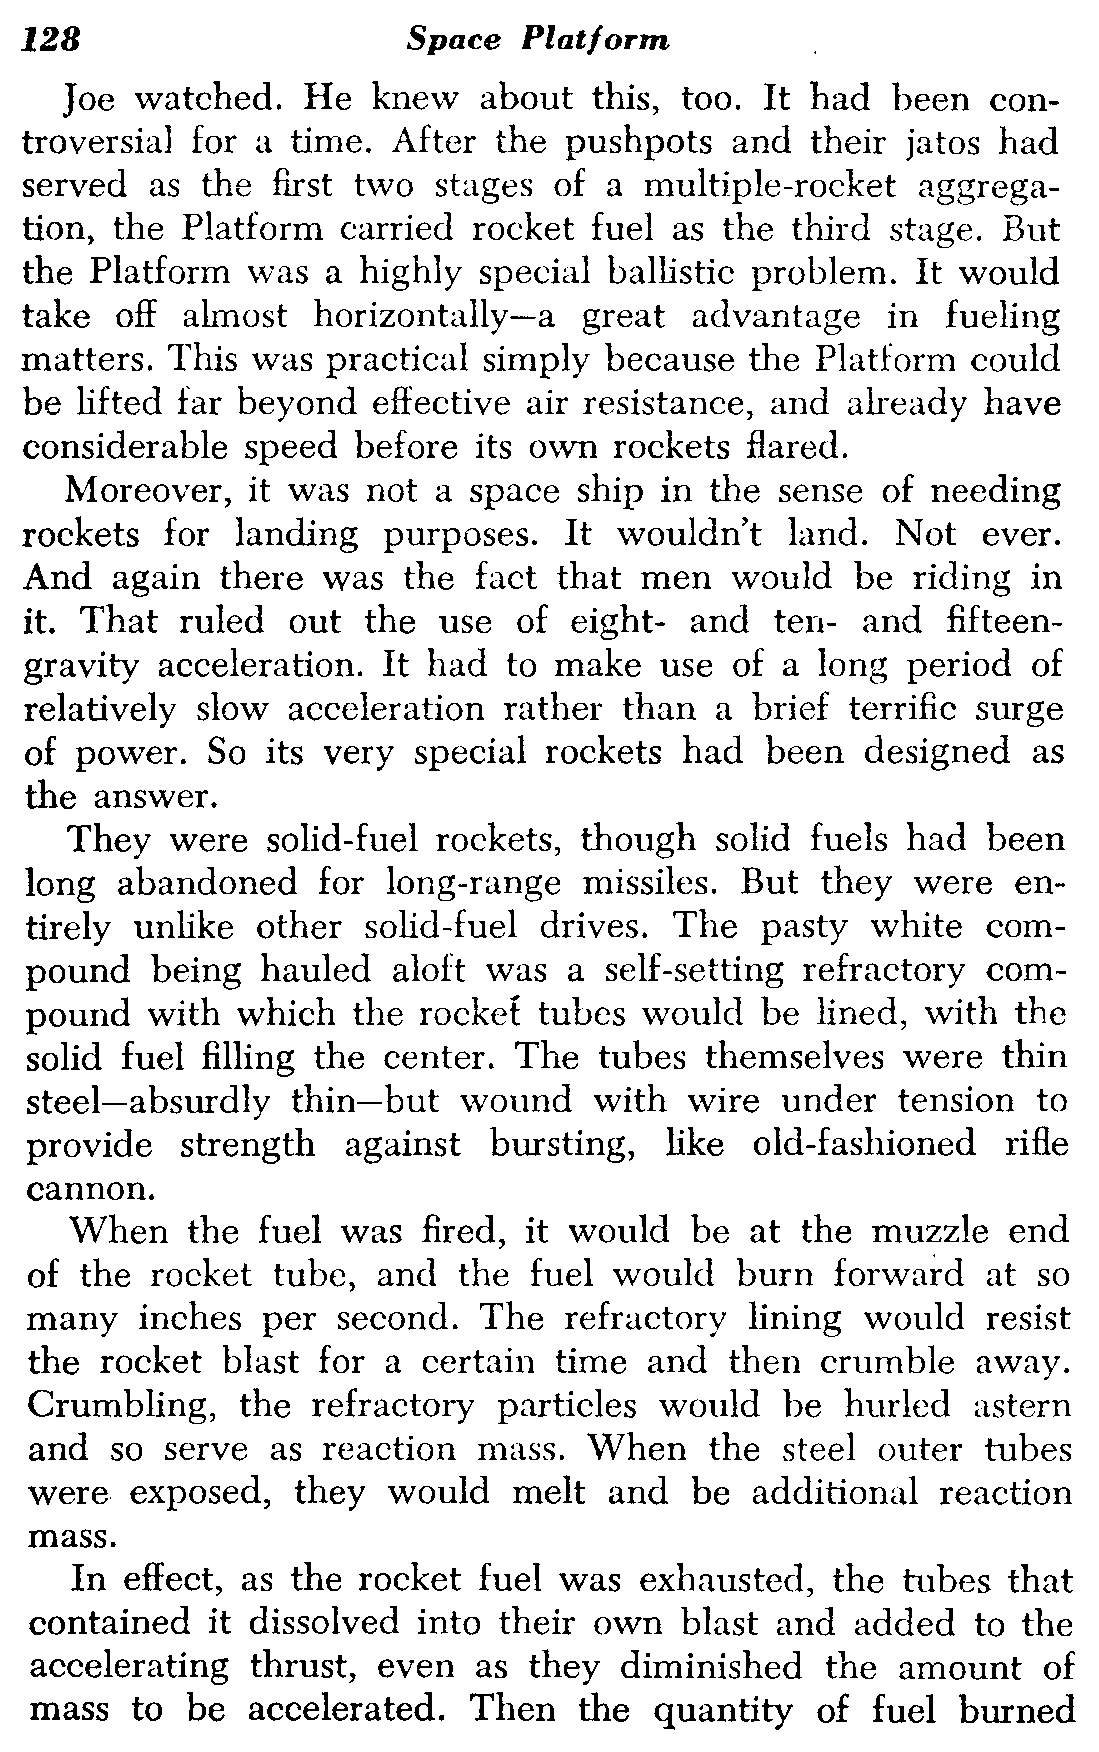 128 Space Platform
Joe watched. He knew about this, too. It had been con-
troversial for a time. After the pushpots and their jatos had
served as the first two stages of a multiple-rocket aggrega-
tion, the Platform carried rocket fuel as the third stage. But
the Platform was a highly special ballistic problem. It would
take off almost horizontally—a great advantage in fueling
matters. This was practical simply because the Platform could
be lifted far beyond effective air resistance, and already have
considerable speed before its own rockets flared.
Moreover, it was not a space ship in the sense of needing
rockets for landing purposes. It wouldn't land. Not ever.
And again there was the fact that men would be riding in
it. That ruled out the use of eight- and ten- and fifteen-
gravity acceleration. It had to make use of a long period of
relatively slow acceleration rather than a brief terrific surge
of power. So its very special rockets had been designed as
the answer.
They were solid-fuel rockets, though solid fuels had been
long abandoned for long-range missiles. But they were en-
tirely unlike other solid-fuel drives. The pasty white com-
pound being hauled aloft was a self-setting refractory com-
pound with which the rocket tubes would be lined, with the
solid fuel filling the center. The tubes themselves were thin
steel—absurdly thin—but wound with wire under tension to
provide strength against bursting, like old-fashioned rifle
cannon.
When the fuel was fired, it would be at the muzzle end
of the rocket tube, and the fuel would burn forward at so
many inches per second. The refractory lining would resist
the rocket blast for a certain time and then crumble away.
Crumbling, the refractory particles would be hurled astern
and so serve as reaction mass. When the steel outer tubes
were exposed, they would melt and be additional reaction
mass.
In effect, as the rocket fuel was exhausted, the tubes that
contained it dissolved into their own blast and added to the
accelerating thrust, even as they diminished the amount of
mass to be accelerated. Then the quantity of fuel burned